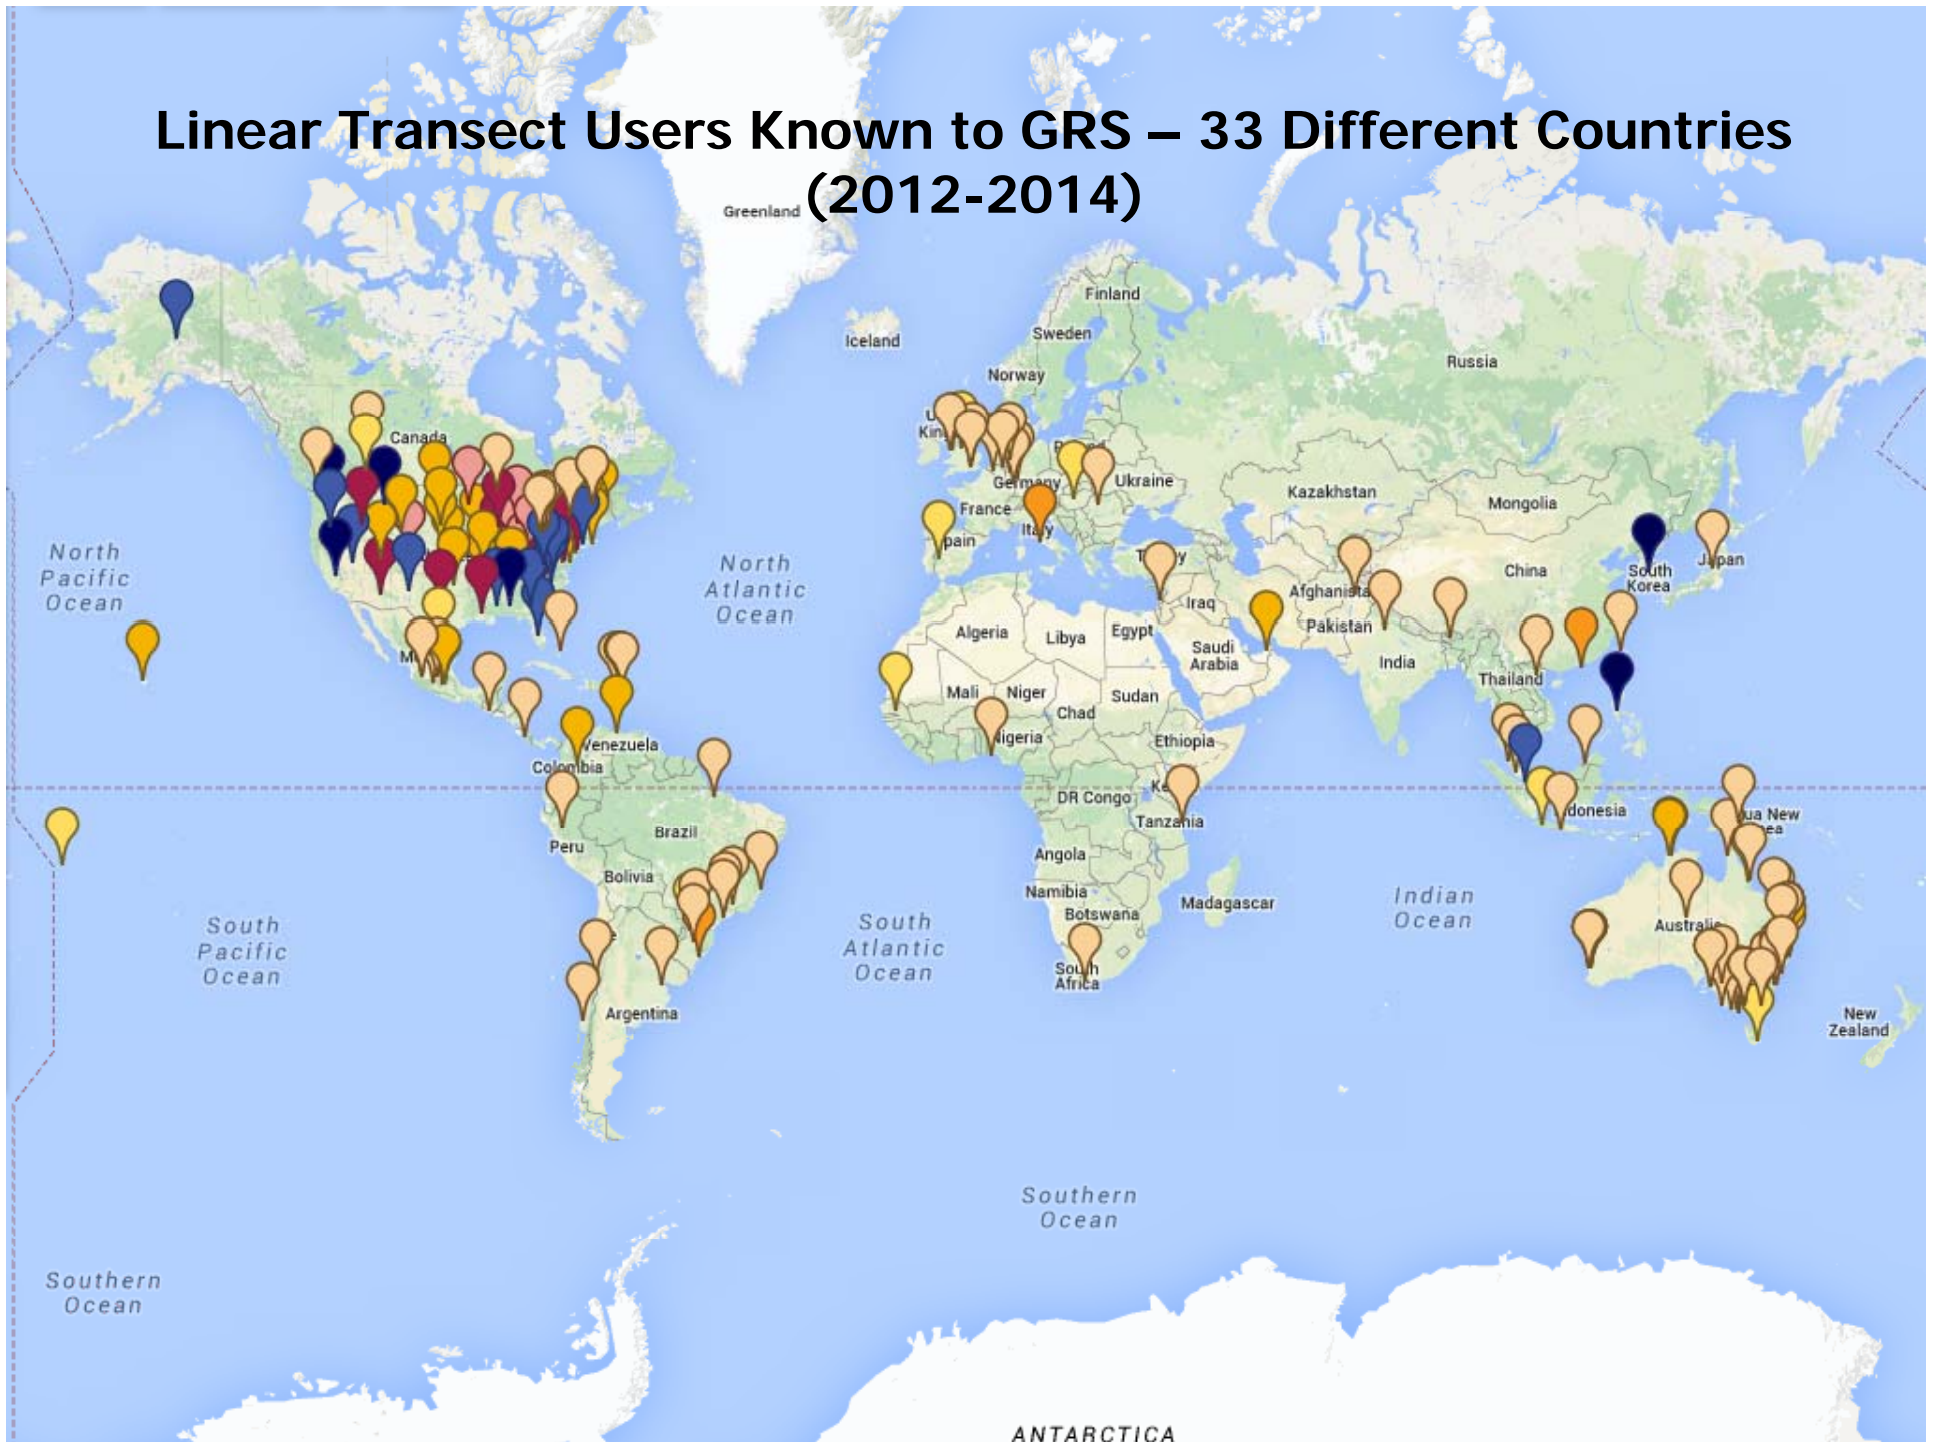 Linear Transect Users Known to GRS – 33 Different Countries
(2012-2014)
Greenland
Finland
Iceland
Sweden
Russia
Norway
Canada
Germany
Ukraine
Kazakhstan
Mongolia
France
Italy
North
Pacific
Ocean
North
Atlantic
Ocean
China
South
Korea
Japan
Iraq
Pakistan
Algeria
Libya
Egypt
Saudi
Arabia
India
Thailand
Mali
Niger
Chad
Sudan
Nigeria
Ethiopia
Venezuela
Colombia
DR Congo
Tanzania
Brazil
Peru
Bolivia
Angola
Namibia
Botswana
Madagascar
Indian
Ocean
South
Pacific
Ocean
South
Atlantic
Ocean
South
Africa
Argentina
New
Zealand
Southern
Ocean
Southern
Ocean
ANTARCTICA